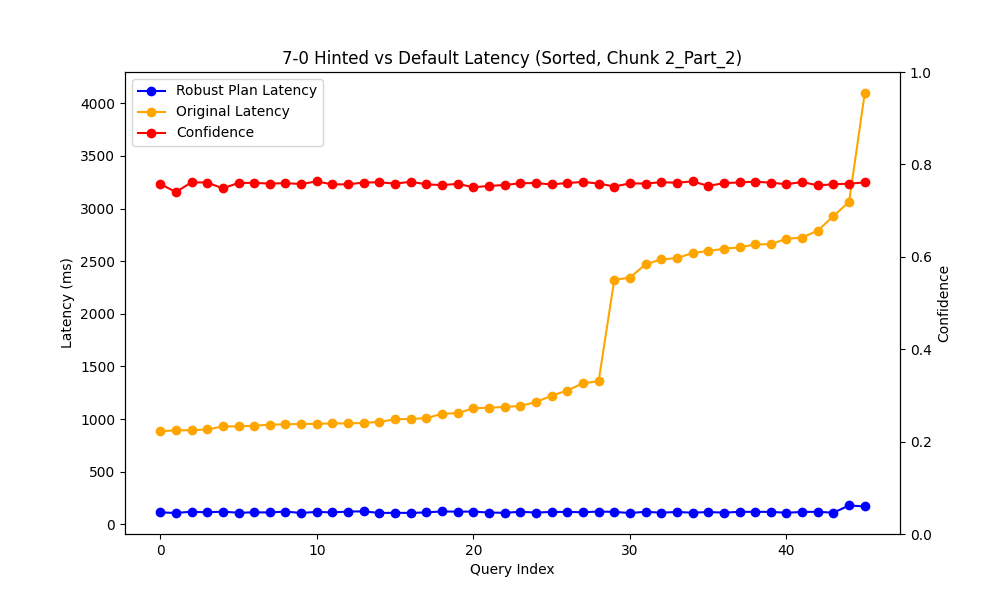 7-0 Hinted vs Default Latency (Sorted, Chunk 2_Part_2)
Robust Plan Latency
Original Latency
Confidence
Latency (ms)
4000
3500
3000
2500
2000
1500
1000
500
0
0 10 20 30 40
Query Index
1.0
0.8
0.6
0.4
0.2
0.0
Confidence